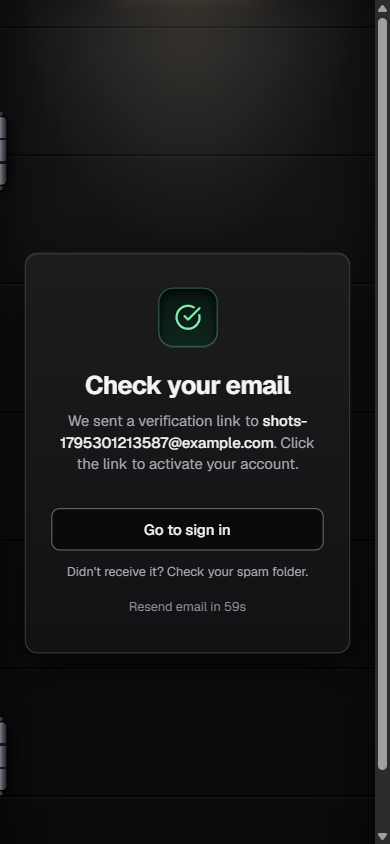 Check your email
We sent a verification link to shots-
1795301213587@example.com. Click
the link to activate your account.
Go to sign in
Didn't receive it? Check your spam folder.
Resend email in 59s